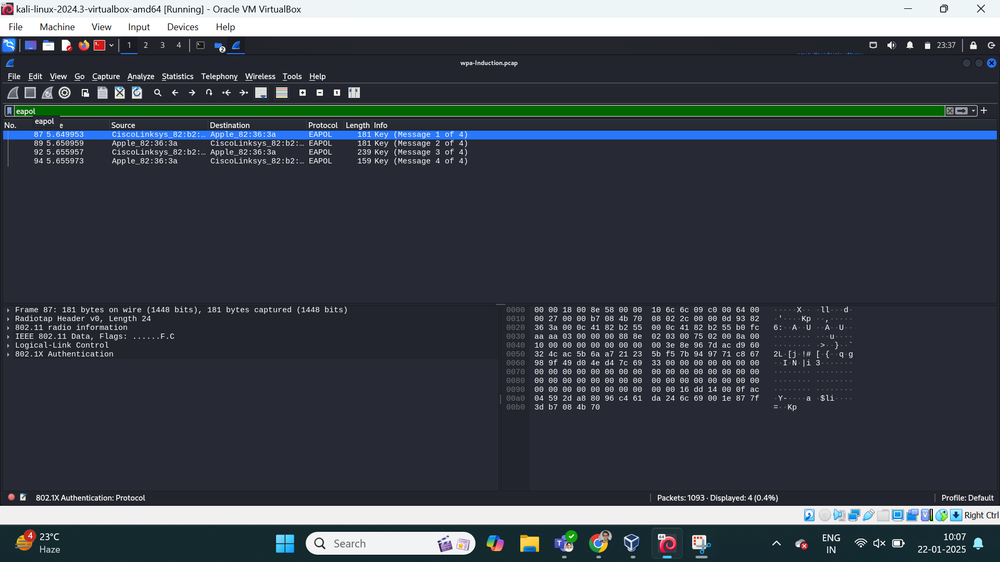 kali-linux-2024.3-virtualbox-amd64 [Running] - Oracle VM VirtualBox
File Machine View Input Devices Help
1 2 3 4 2 23:37
wpa-Induction.pcap
File Edit View Go Capture Analyze Statistics Telephony Wireless Tools Help
eapol
eapol
No. e Source Destination Protocol Length Info
87 5.649953 CiscoLinksys_82:b2:… Apple_82:36:3a EAPOL 181 Key (Message 1 of 4)
89 5.650959 Apple_82:36:3a CiscoLinksys_82:b2:… EAPOL 181 Key (Message 2 of 4)
92 5.655957 CiscoLinksys_82:b2:… Apple_82:36:3a EAPOL 239 Key (Message 3 of 4)
94 5.655973 Apple_82:36:3a CiscoLinksys_82:b2:… EAPOL 159 Key (Message 4 of 4)
Frame 87: 181 bytes on wire (1448 bits), 181 bytes captured (1448 bits)
Radiotap Header v0, Length 24
802.11 radio information
IEEE 802.11 Data, Flags: ......F.C
Logical-Link Control
802.1X Authentication
0000 00 00 18 00 8e 58 00 00 10 6c 6c 09 c0 00 64 00 ·····X·· ·ll···d·
0010 00 27 00 00 b7 08 4b 70 08 02 2c 00 00 0d 93 82 ·'····Kp ··,·····
0020 36 3a 00 0c 41 82 b2 55 00 0c 41 82 b2 55 b0 fc 6:··A··U ··A··U··
0030 aa aa 03 00 00 00 88 8e 02 03 00 75 02 00 8a 00 ········ ···u····
0040 10 00 00 00 00 00 00 00 00 3e 8e 96 7d ac d9 60 ········ ·>··}··`
0050 32 4c ac 5b 6a a7 21 23 5b f5 7b 94 97 71 c8 67 2L·[j·!# [·{··q·g
0060 98 9f 49 d0 4e d4 7c 69 33 00 00 00 00 00 00 00 ··I·N·|i 3·······
0070 00 00 00 00 00 00 00 00 00 00 00 00 00 00 00 00 ········ ········
0080 00 00 00 00 00 00 00 00 00 00 00 00 00 00 00 00 ········ ········
0090 00 00 00 00 00 00 00 00 00 00 16 dd 14 00 0f ac ········ ········
00a0 04 59 2d a8 80 96 c4 61 da 24 6c 69 00 1e 87 7f ·Y-····a ·$li····
00b0 3d b7 08 4b 70 =··Kp
802.1X Authentication: Protocol Packets: 1093 · Displayed: 4 (0.4%) Profile: Default
Right Ctrl
4 23°C
Haze
Search
64
ENG
IN
10:07
22-01-2025